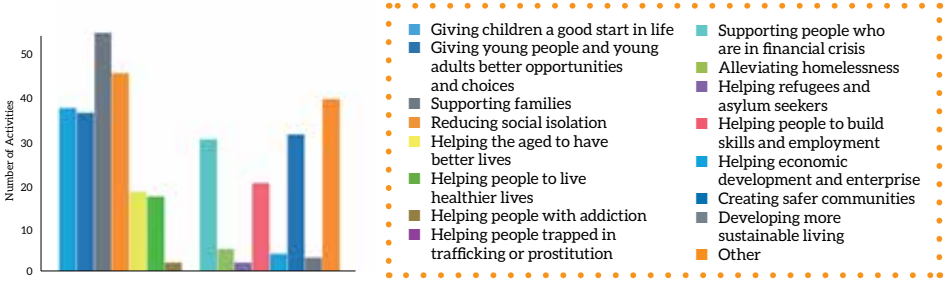 50
40
30
20
10
0
Number of Activities
Giving children a good start in life
Giving young people and young
adults better opportunities
and choices
Supporting families
Reducing social isolation
Helping the aged to have
better lives
Helping people to live
healthier lives
Helping people with addiction
Helping people trapped in
trafficking or prostitution
Supporting people who
are in financial crisis
Alleviating homelessness
Helping refugees and
asylum seekers
Helping people to build
skills and employment
Helping economic
development and enterprise
Creating safer communities
Developing more
sustainable living
Other